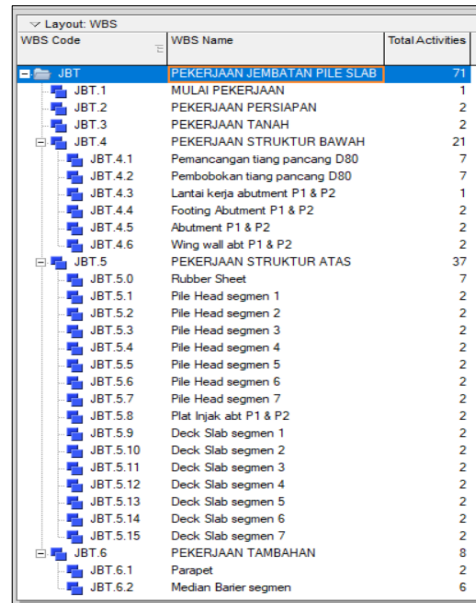 Layout: WBS
WBS Code WBS Name Total Activities
JBT PEKERJAAN JEMBATAN PILE SLAB 71
JBT.1 MULAI PEKERJAAN 1
JBT.2 PEKERJAAN PERSIAPAN 2
JBT.3 PEKERJAAN TANAH 2
JBT.4 PEKERJAAN STRUKTUR BAWAH 21
JBT.4.1 Pemancangan tiang pancang D80 7
JBT.4.2 Pembobokan tiang pancang D80 7
JBT.4.3 Lantai kerja abutment P1 & P2 1
JBT.4.4 Footing Abutment P1 & P2 2
JBT.4.5 Abutment P1 & P2 2
JBT.4.6 Wing wall abt P1 & P2 2
JBT.5 PEKERJAAN STRUKTUR ATAS 37
JBT.5.0 Rubber Sheet 7
JBT.5.1 Pile Head segmen 1 2
JBT.5.2 Pile Head segmen 2 2
JBT.5.3 Pile Head segmen 3 2
JBT.5.4 Pile Head segmen 4 2
JBT.5.5 Pile Head segmen 5 2
JBT.5.6 Pile Head segmen 6 2
JBT.5.7 Pile Head segmen 7 2
JBT.5.8 Plat Injak abt P1 & P2 2
JBT.5.9 Deck Slab segmen 1 2
JBT.5.10 Deck Slab segmen 2 2
JBT.5.11 Deck Slab segmen 3 2
JBT.5.12 Deck Slab segmen 4 2
JBT.5.13 Deck Slab segmen 5 2
JBT.5.14 Deck Slab segmen 6 2
JBT.5.15 Deck Slab segmen 7 2
JBT.6 PEKERJAAN TAMBAHAN 8
JBT.6.1 Parapet 2
JBT.6.2 Median Barier segmen 6